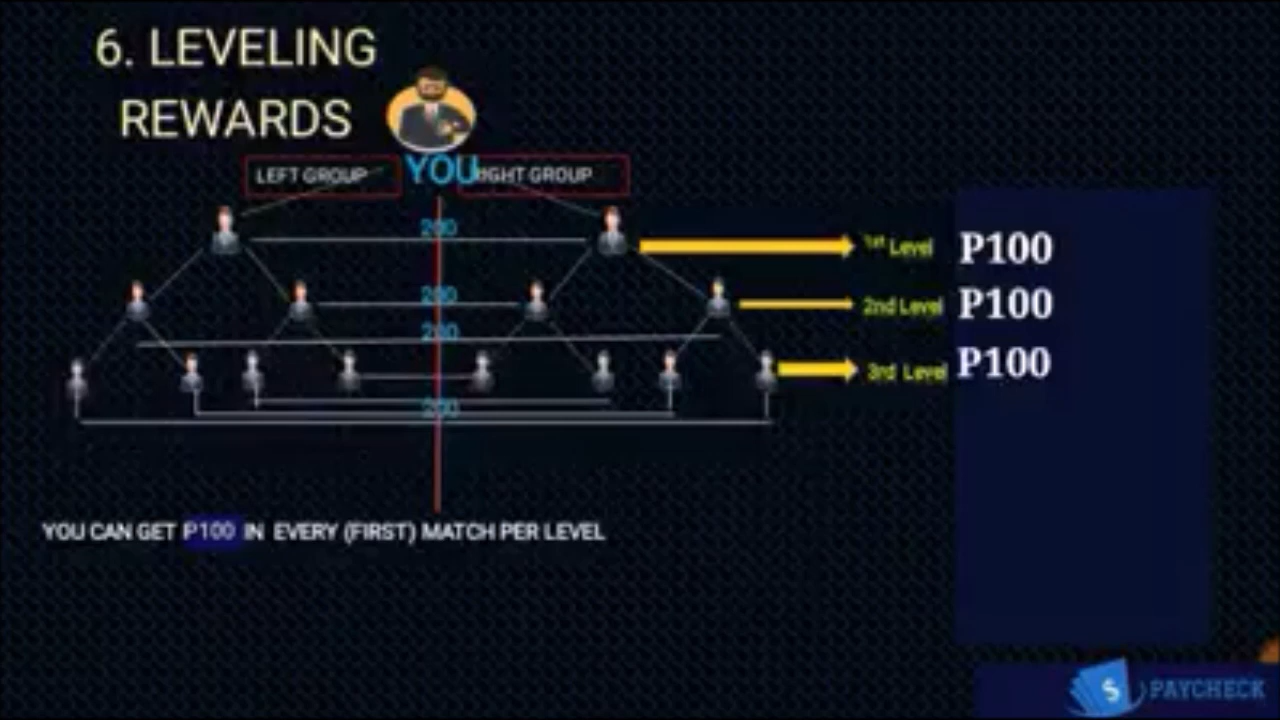 6. LEVELING
REWARDS
LEFT GROUP
YOU
RIGHT GROUP
200
1st Level
P100
200
2nd Level
P100
200
3rd Level
P100
200
YOU CAN GET P100 IN EVERY (FIRST) MATCH PER LEVEL
$ PAYCHECK